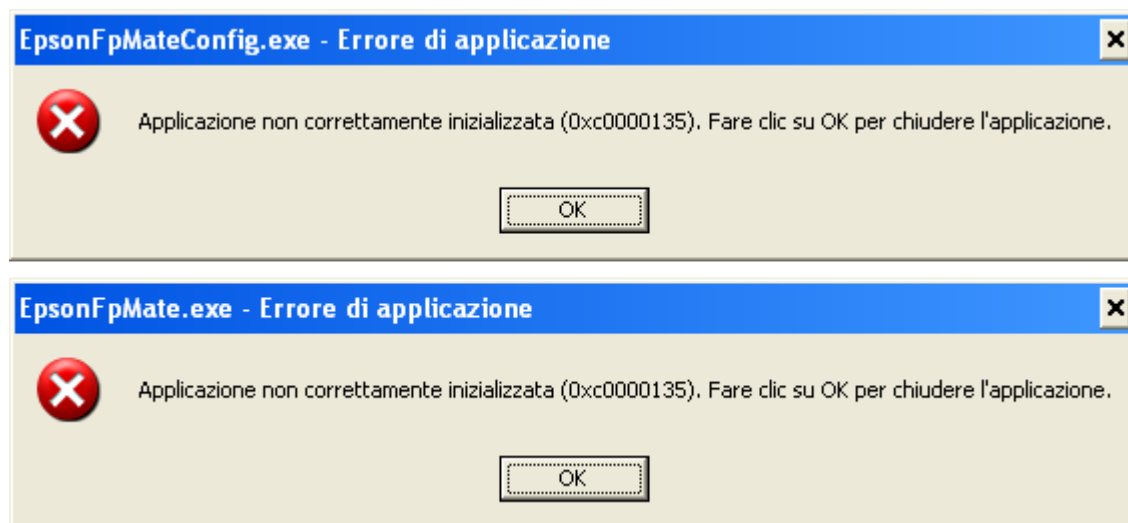 EpsonFpMateConfig.exe - Errore di applicazione
Applicazione non correttamente inizializzata (0xc0000135). Fare clic su OK per chiudere l'applicazione.
OK
EpsonFpMate.exe - Errore di applicazione
Applicazione non correttamente inizializzata (0xc0000135). Fare clic su OK per chiudere l'applicazione.
OK